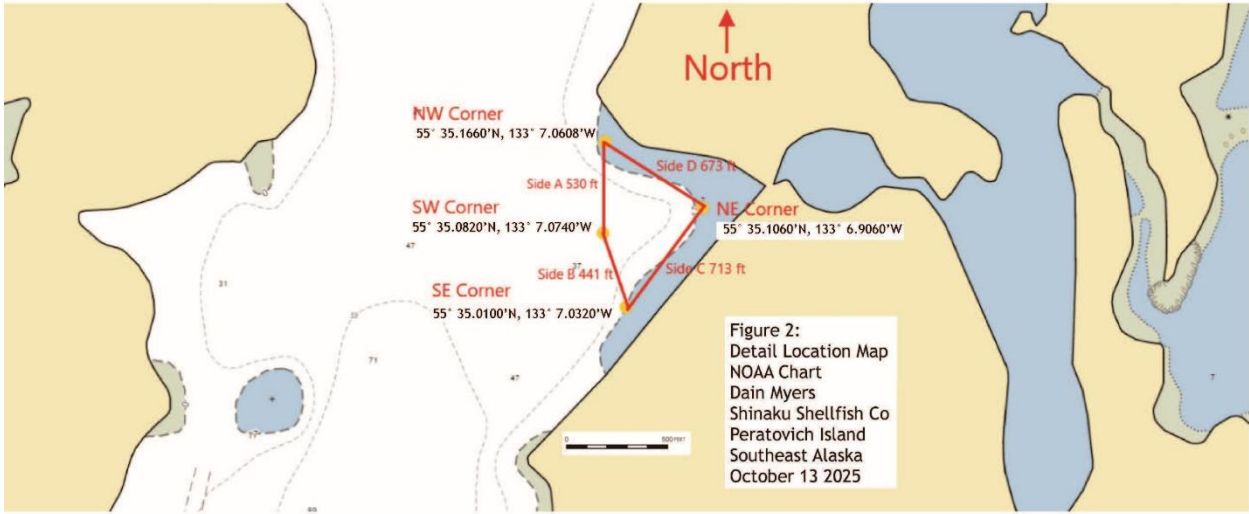 North
NW Corner
55° 35.1660’N, 133° 7.0608’W
Side D 673 ft
Side A 530 ft
SW Corner
55° 35.0820’N, 133° 7.0740’W
NE Corner
55° 35.1060’N, 133° 6.9060’W
47
37
Side B 441 ft
Side C 713 ft
31
SE Corner
55° 35.0100’N, 133° 7.0320’W
71
47
7
Figure 2:
Detail Location Map
NOAA Chart
Dain Myers
Shinaku Shellfish Co
Peratovich Island
Southeast Alaska
October 13 2025
0
500 FEET